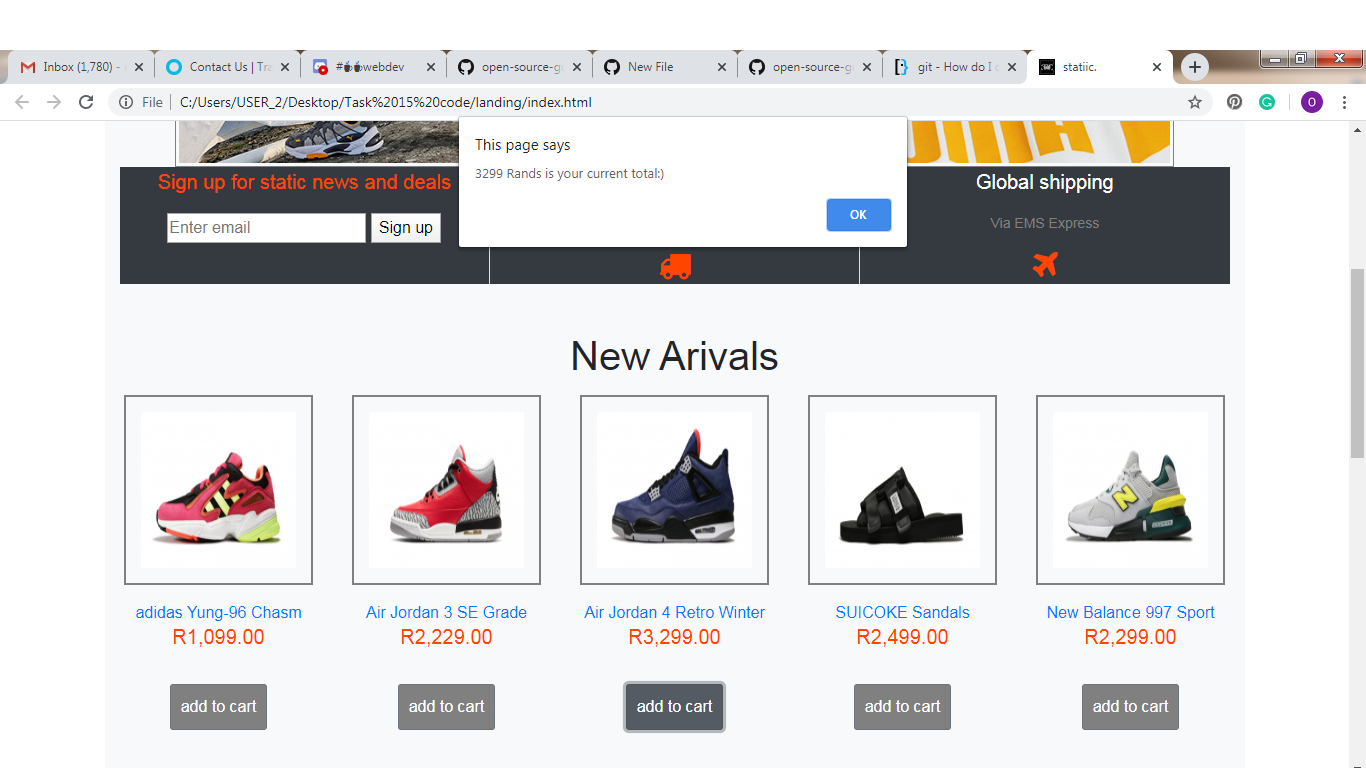 Inbox (1,780) -
Contact Us | Tra
#🍎🍎webdev
open-source-g
New File
open-source-g
git - How do I c
statiic.
File
C:/Users/USER_2/Desktop/Task%2015%20code/landing/index.html
O
This page says
3299 Rands is your current total:)
OK
Sign up for static news and deals
Enter email
Sign up
Global shipping
Via EMS Express
New Arivals
N
adidas Yung-96 Chasm
Air Jordan 3 SE Grade
Air Jordan 4 Retro Winter
SUICOKE Sandals
New Balance 997 Sport
R1,099.00
R2,229.00
R3,299.00
R2,499.00
R2,299.00
add to cart
add to cart
add to cart
add to cart
add to cart